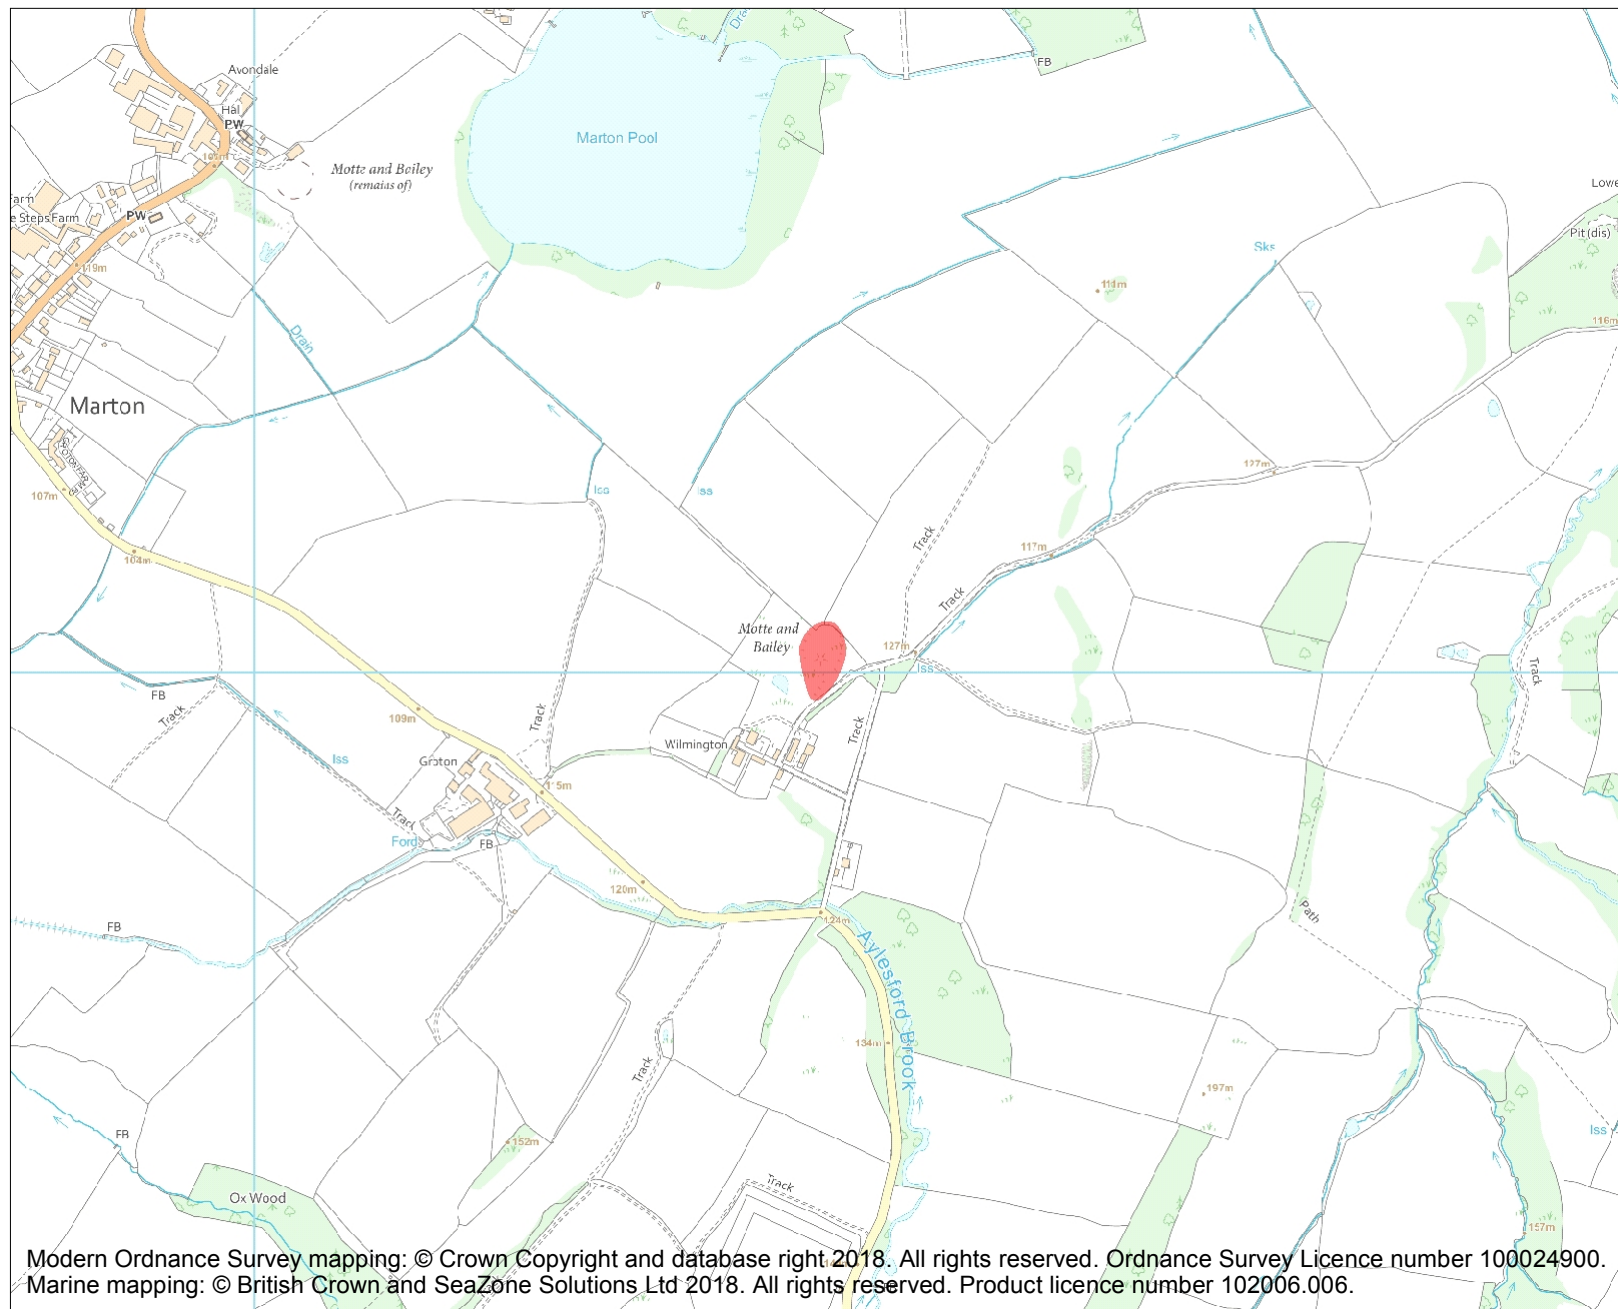 Drain
Avondale
Hall
PW
FB
Marton Pool
Motte and Bailey
(remains of)
Lowe
arm
e Steps Farm
PW
Pit (dis)
Sks
119m
111m
116m
Drain
Marton
127m
107m
Iss
Iss
Track
117m
104m
Track
Motte and
Bailey
127m
Iss
Track
FB
Track
109m
Track
Track
Wilmington
Iss
Groton
115m
Track
Ford
FB
120m
124m
Path
FB
Aylesford Brook
134m
Track
197m
FB
152m
Iss
Track
Ox Wood
157m
Modern Ordnance Survey mapping: © Crown Copyright and database right 2018. All rights reserved. Ordnance Survey Licence number 100024900.
Marine mapping: © British Crown and SeaZone Solutions Ltd 2018. All rights reserved. Product licence number 102006.006.